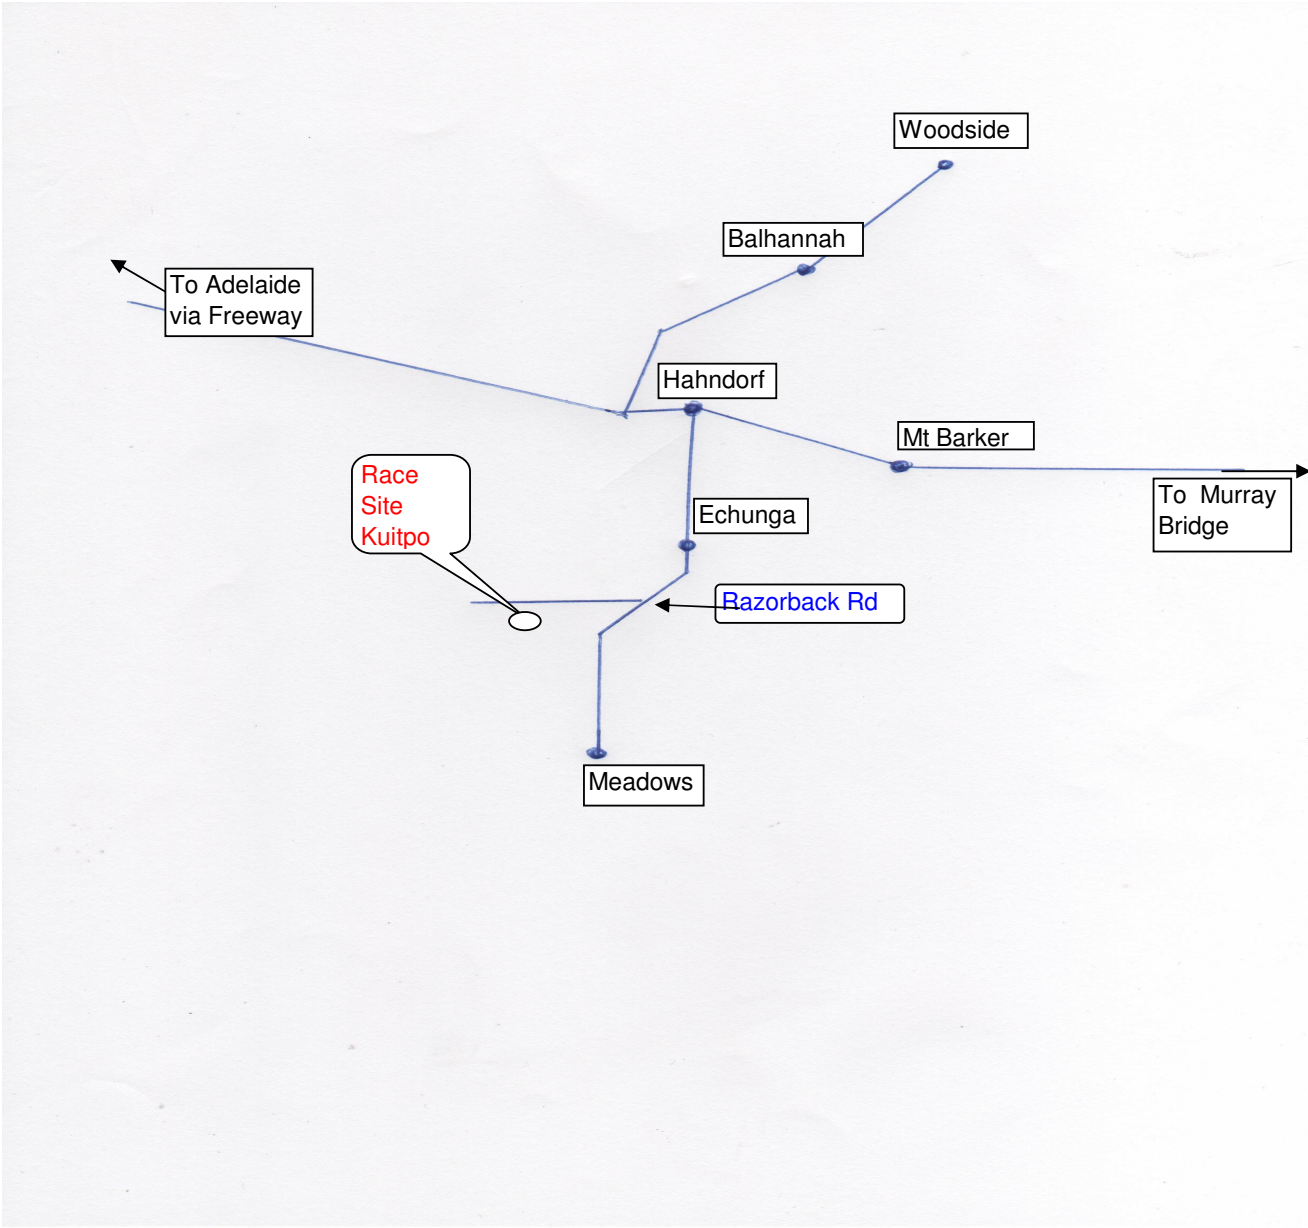 Woodside
Balhannah
To Adelaide
via Freeway
Hahndorf
Mt Barker
Race
Site
Kuitpo
To Murray
Bridge
Echunga
Razorback Rd
Meadows